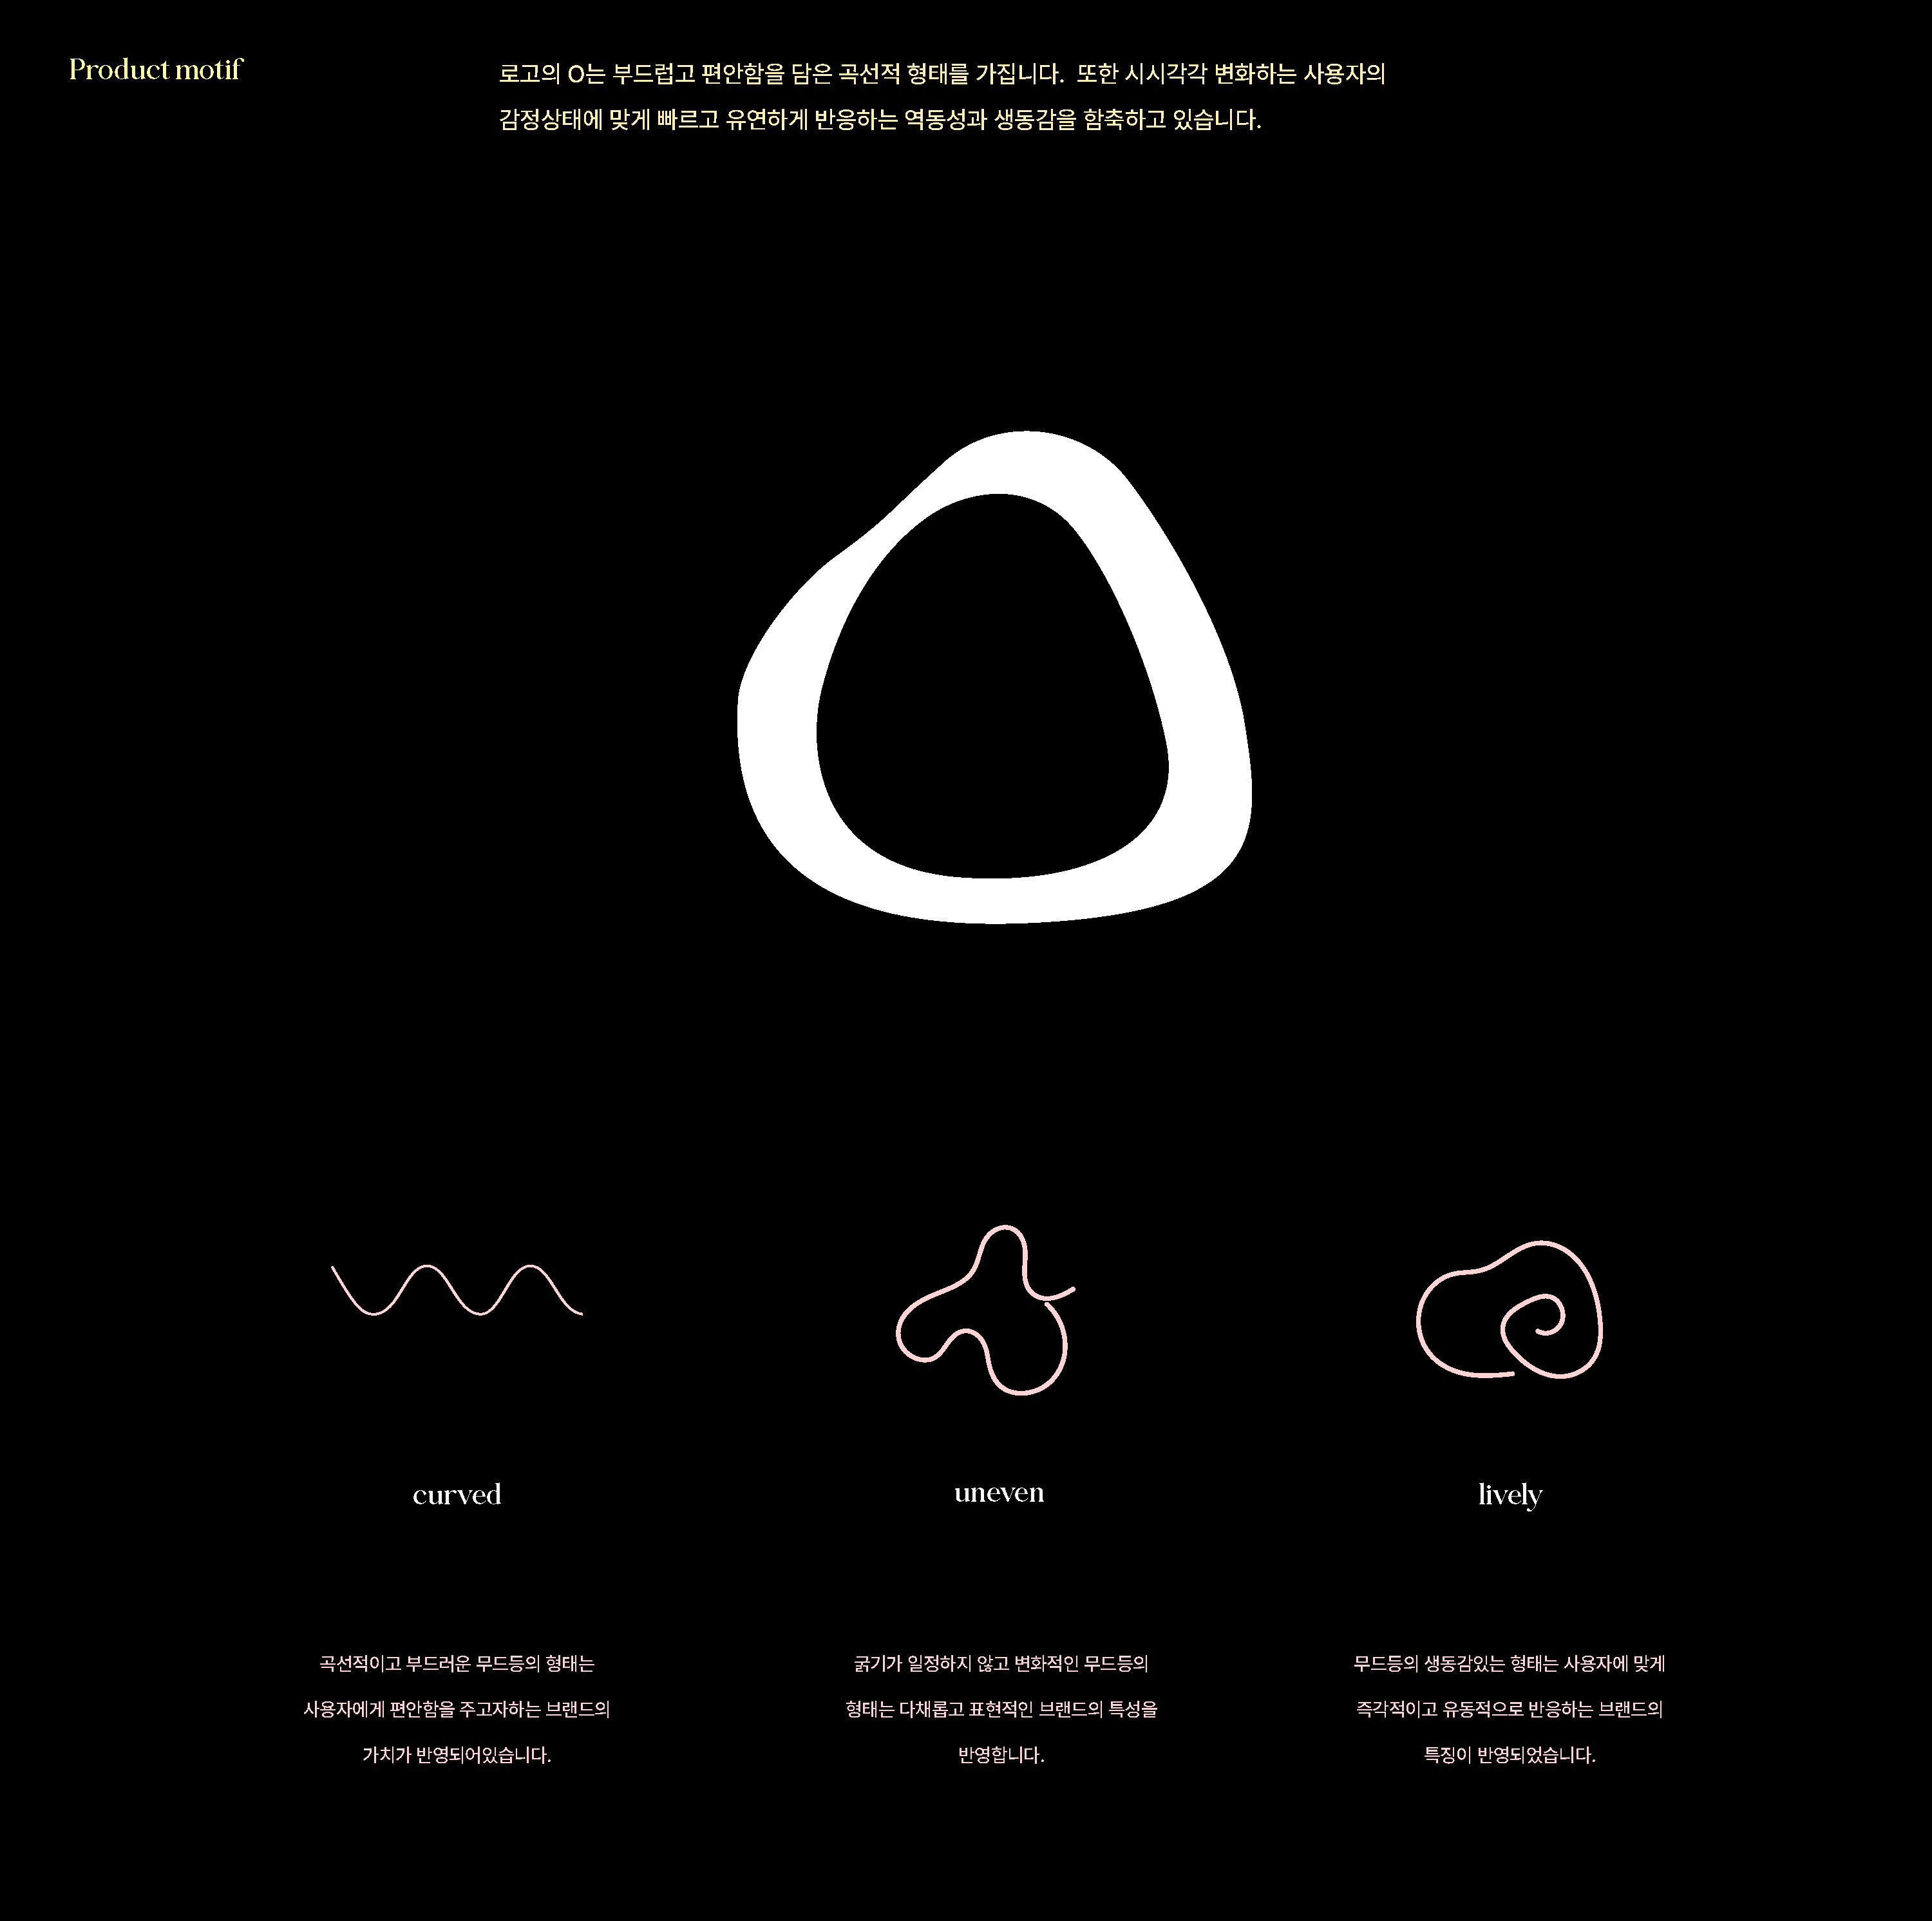 Product motif
로고의 O는 부드럽고 편안함을 담은 곡선적 형태를 가집니다. 또한 시시각각 변화하는 사용자의
감정상태에 맞게 빠르고 유연하게 반응하는 역동성과 생동감을 함축하고 있습니다.
curved
곡선적이고 부드러운 무드등의 형태는
사용자에게 편안함을 주고자하는 브랜드의
가치가 반영되어있습니다.
uneven
굵기가 일정하지 않고 변화적인 무드등의
형태는 다채롭고 표현적인 브랜드의 특성을
반영합니다.
lively
무드등의 생동감있는 형태는 사용자에 맞게
즉각적이고 유동적으로 반응하는 브랜드의
특징이 반영되었습니다.